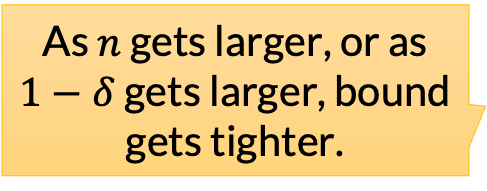 As n gets larger, or as
1 − δ gets larger, bound
gets tighter.